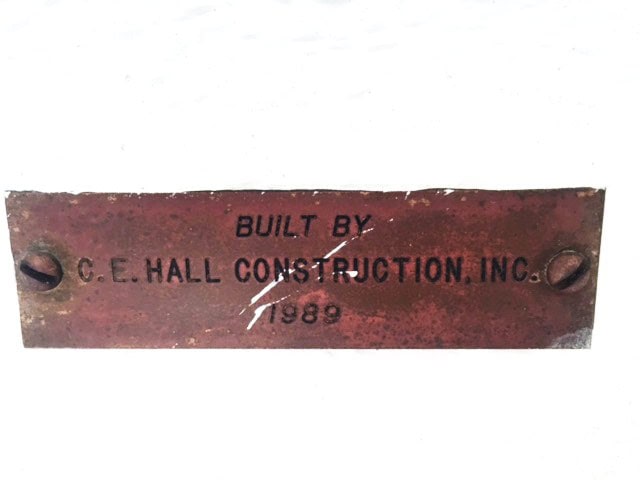 BUILT BY
C. E. HALL CONSTRUCTION, INC.
1989